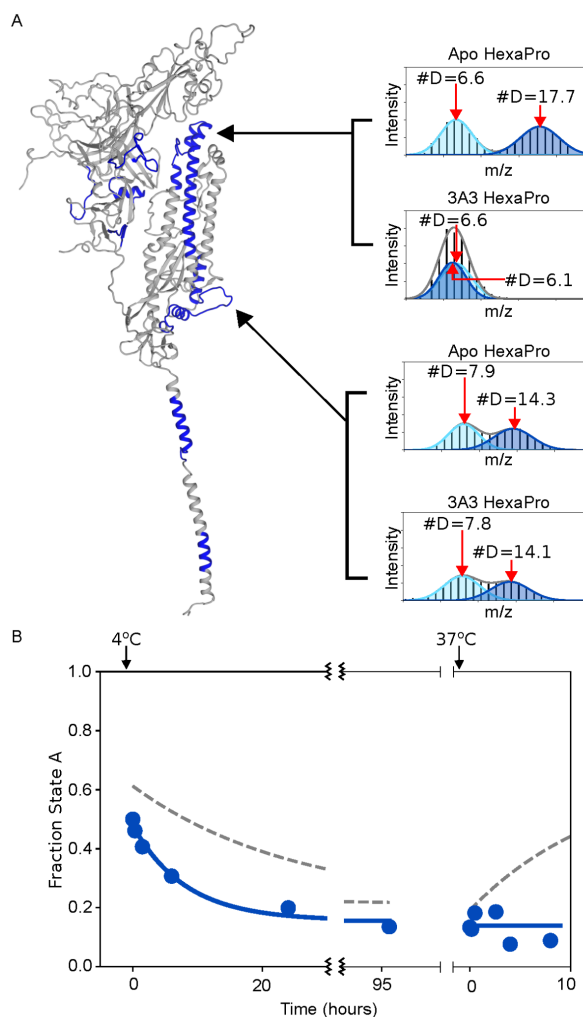 A
Apo HexaPro
#D=6.6
#D=17.7
Intensity
m/z
3A3 HexaPro
#D=6.6
#D=6.1
Intensity
m/z
Apo HexaPro
#D=7.9
#D=14.3
Intensity
m/z
3A3 HexaPro
#D=7.8
#D=14.1
Intensity
m/z
B
4°C
37°C
1.0
0.8
0.6
0.4
0.2
0.0
Fraction State A
0
20
95
0
10
Time (hours)